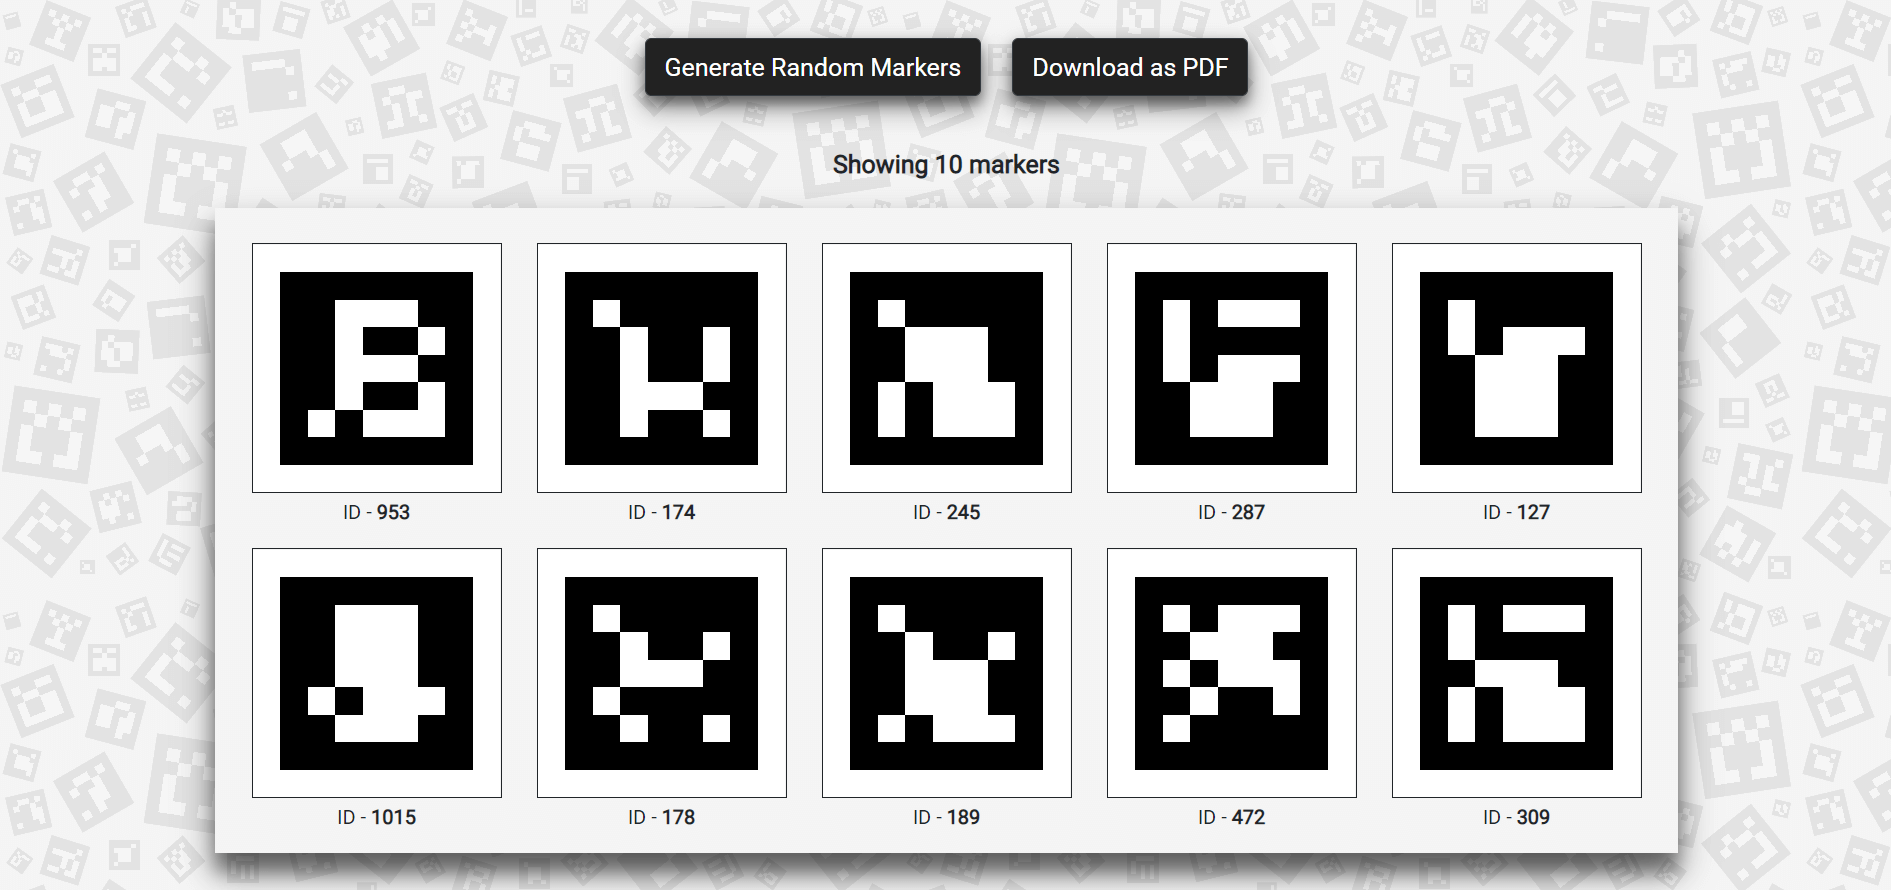 Generate Random Markers
Download as PDF
Showing 10 markers
ID - 953
ID - 174
ID - 245
ID - 287
ID - 127
ID - 1015
ID - 178
ID - 189
ID - 472
ID - 309